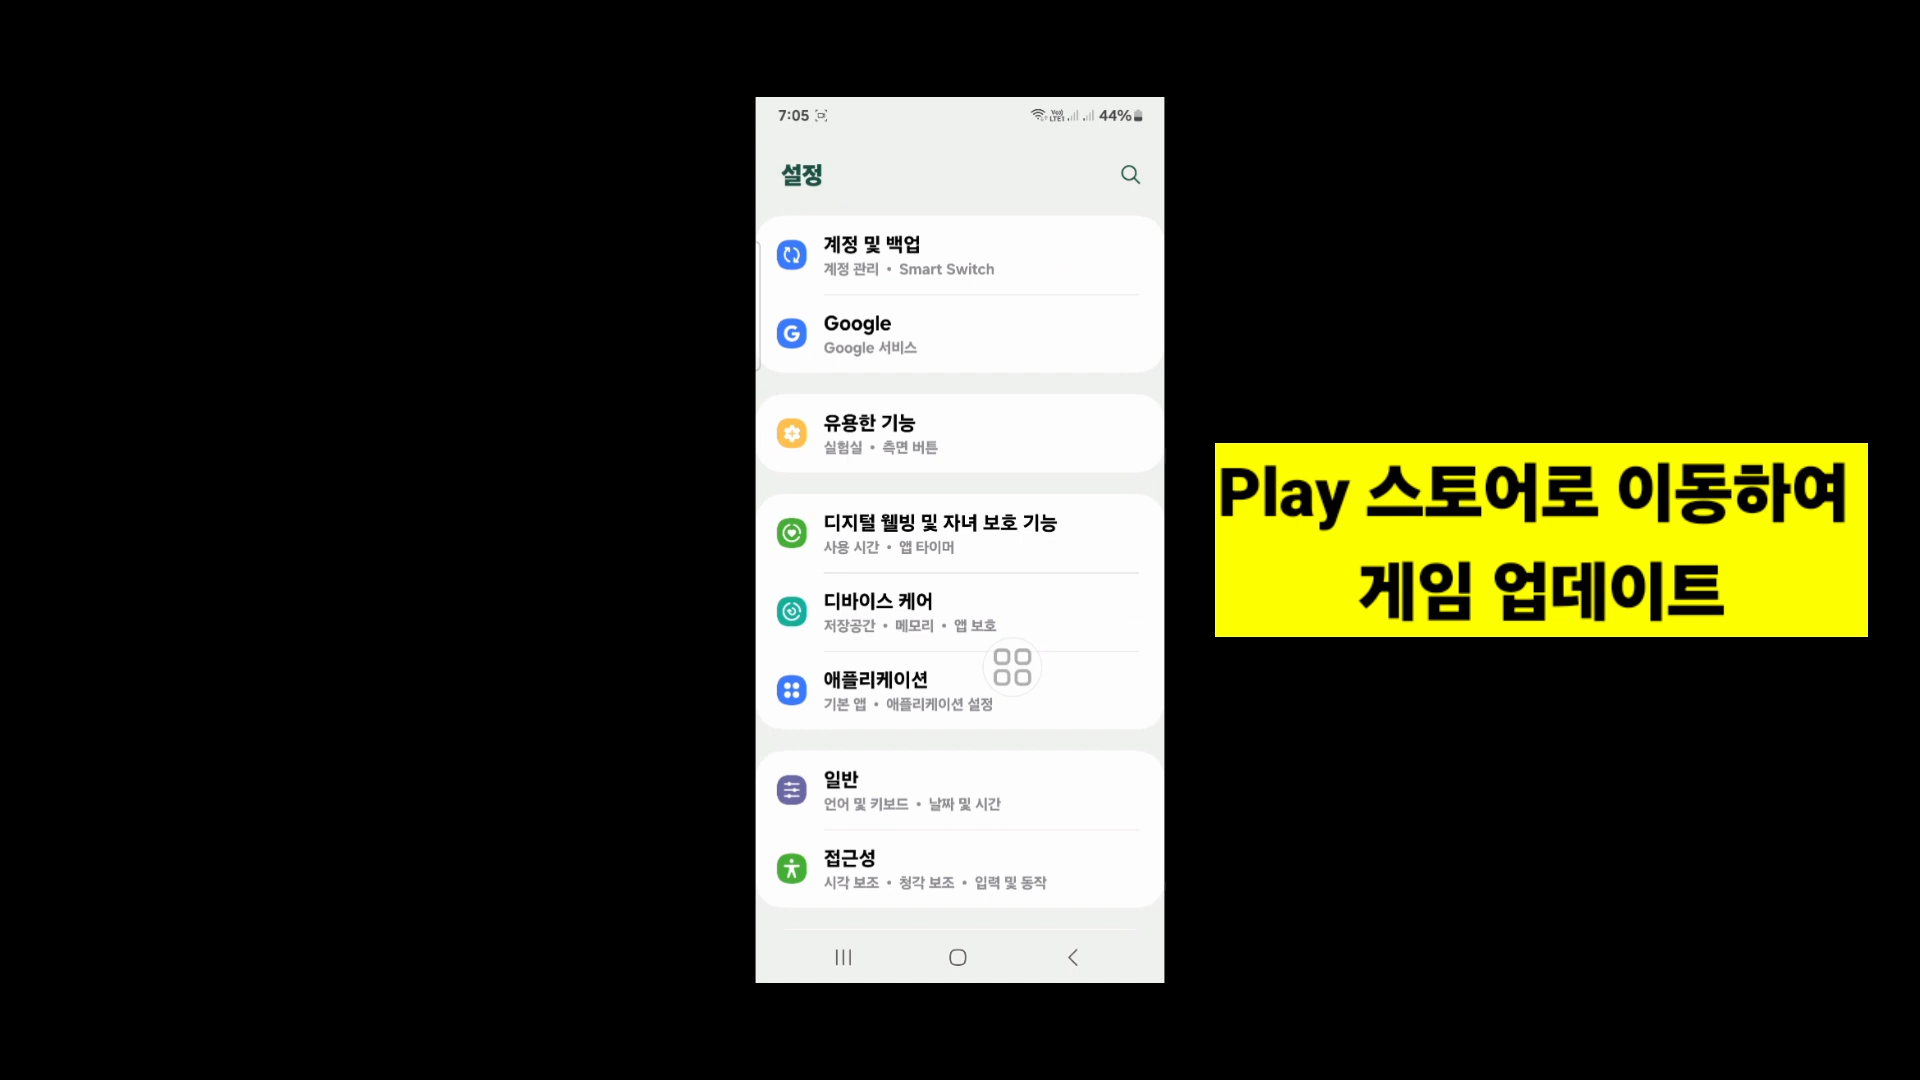 7:05
44%
설정
계정 및 백업
계정 관리 • Smart Switch
Google
Google 서비스
유용한 기능
실험실 • 측면 버튼
디지털 웰빙 및 자녀 보호 기능
사용 시간 • 앱 타이머
디바이스 케어
저장공간 • 메모리 • 앱 보호
애플리케이션
기본 앱 • 애플리케이션 설정
일반
언어 및 키보드 • 날짜 및 시간
접근성
시각 보조 • 청각 보조 • 입력 및 동작
Play 스토어로 이동하여
게임 업데이트